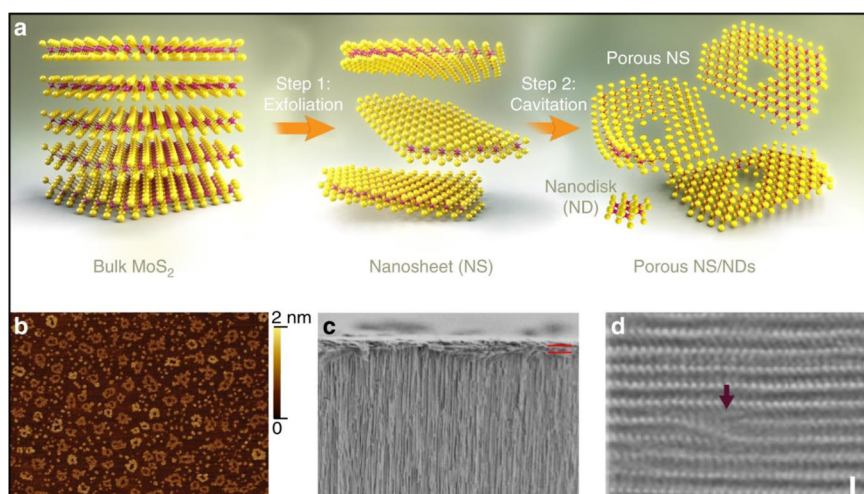 a
Step 1:
Exfoliation
Step 2:
Cavitation
Porous NS
Nanodisk
(ND)
Bulk MoS₂
Nanosheet (NS)
Porous NS/NDs
b
2 nm
0
c
d